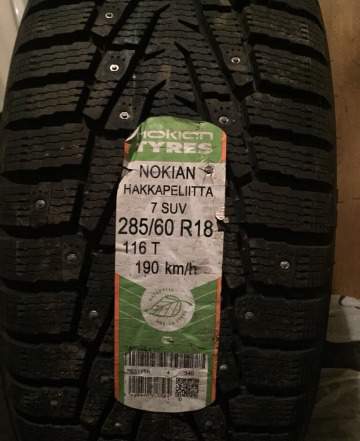 nokian
TYRES
NOKIAN
HAKKAPELIITTA
7 SUV
285/60 R18
116 T
190 km/h